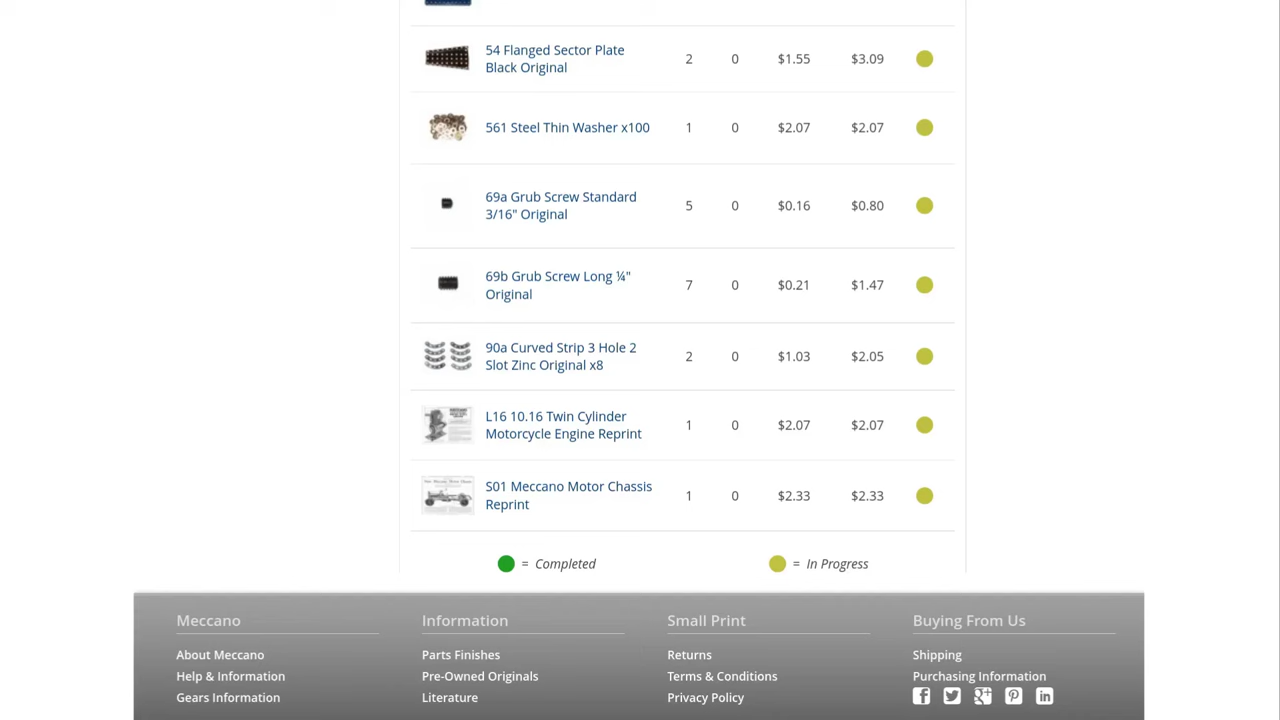 54 Flanged Sector Plate
Black Original
2 0 $1.55 $3.09
561 Steel Thin Washer x100 1 0 $2.07 $2.07
69a Grub Screw Standard
3/16" Original
5 0 $0.16 $0.80
69b Grub Screw Long ¼"
Original
7 0 $0.21 $1.47
90a Curved Strip 3 Hole 2
Slot Zinc Original x8
2 0 $1.03 $2.05
L16 10.16 Twin Cylinder
Motorcycle Engine Reprint
1 0 $2.07 $2.07
S01 Meccano Motor Chassis
Reprint
1 0 $2.33 $2.33
= Completed = In Progress
Meccano Information Small Print Buying From Us
About Meccano Parts Finishes Returns Shipping
Help & Information Pre-Owned Originals Terms & Conditions Purchasing Information
Gears Information Literature Privacy Policy